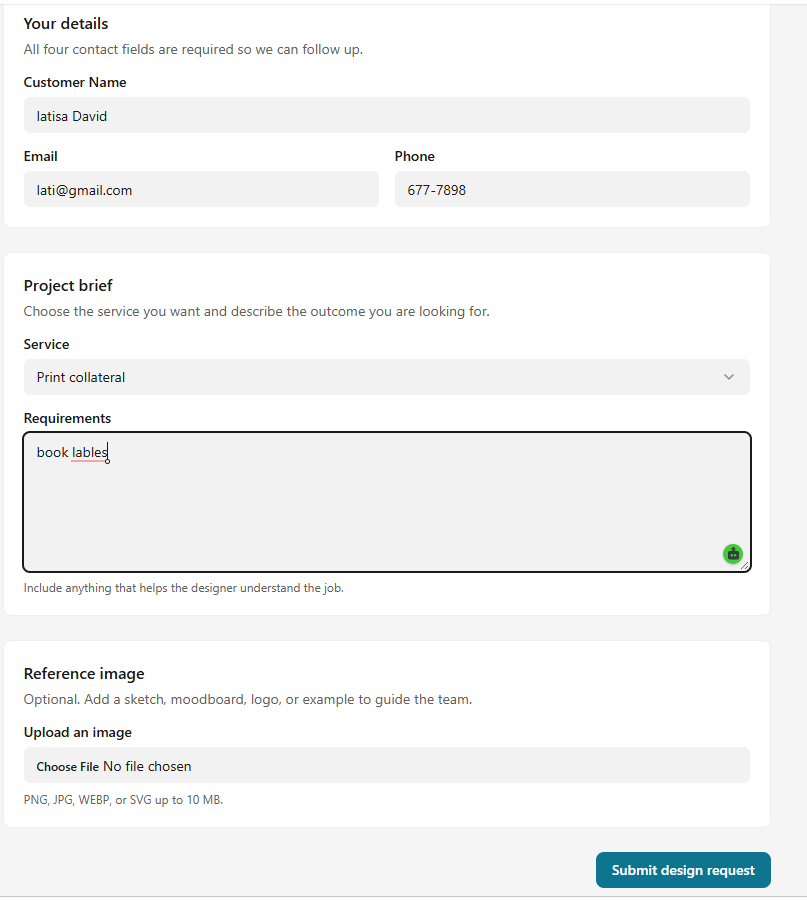 Your details
All four contact fields are required so we can follow up.
Customer Name
latisa David
Email
Phone
lati@gmail.com
677-7898
Project brief
Choose the service you want and describe the outcome you are looking for.
Service
Print collateral
Requirements
book lables
Include anything that helps the designer understand the job.
Reference image
Optional. Add a sketch, moodboard, logo, or example to guide the team.
Upload an image
Choose File No file chosen
PNG, JPG, WEBP, or SVG up to 10 MB.
Submit design request